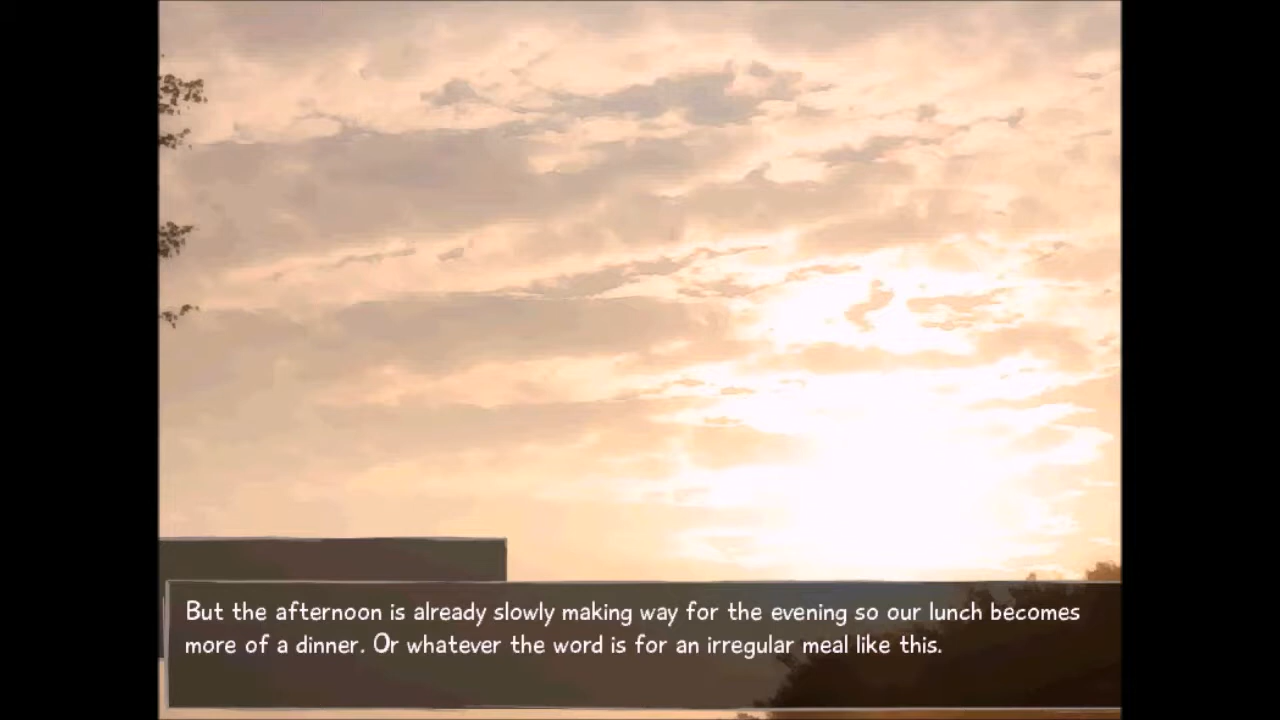 But the afternoon is already slowly making way for the evening so our lunch becomes
more of a dinner. Or whatever the word is for an irregular meal like this.